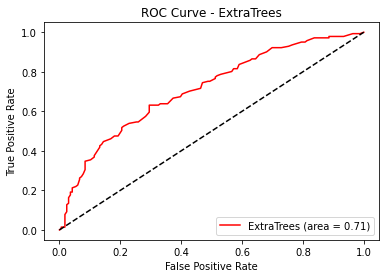 ROC Curve - ExtraTrees
True Positive Rate
1.0
0.8
0.6
0.4
0.2
0.0
ExtraTrees (area = 0.71)
0.0 0.2 0.4 0.6 0.8 1.0
False Positive Rate